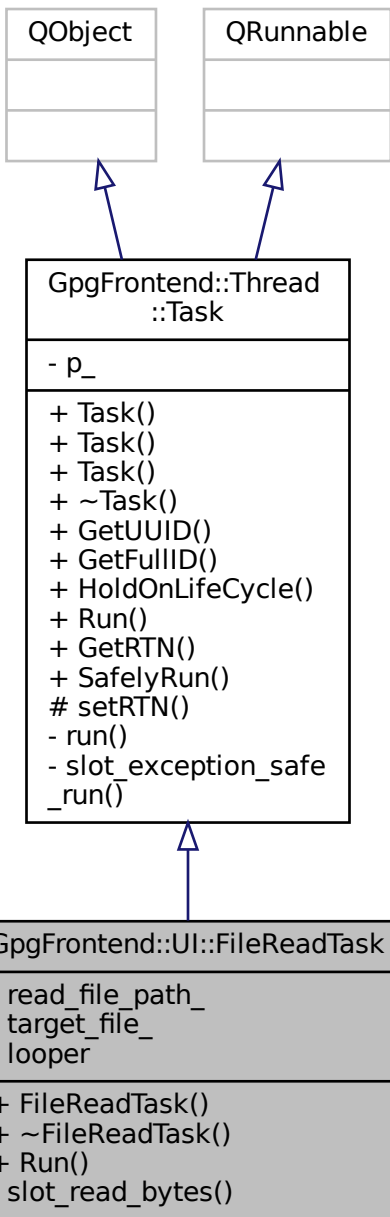 QObject
QRunnable
GpgFrontend::Thread
::Task
- p_
+ Task()
+ Task()
+ Task()
+ ~Task()
+ GetUUID()
+ GetFullID()
+ HoldOnLifeCycle()
+ Run()
+ GetRTN()
+ SafelyRun()
# setRTN()
- run()
- slot_exception_safe
_run()
GpgFrontend::UI::FileReadTask
read_file_path_
target_file_
looper
+ FileReadTask()
+ ~FileReadTask()
+ Run()
slot_read_bytes()